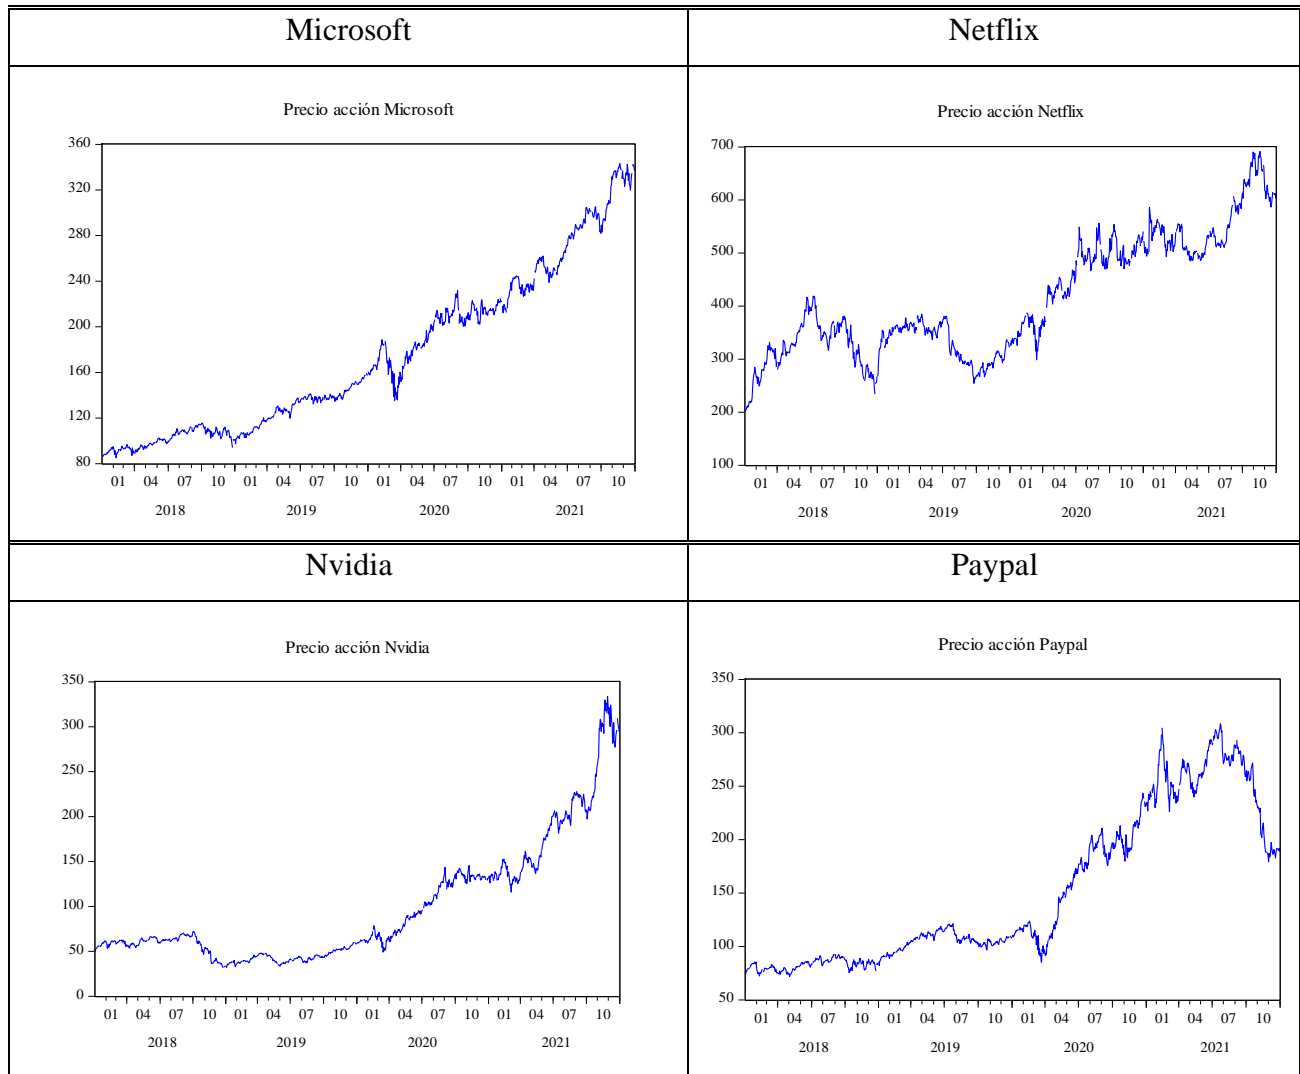 Microsoft
Netflix
Precio acción Microsoft
360
320
280
240
200
160
120
80
01 04 07 10 01 04 07 10 01 04 07 10 01 04 07 10
2018 2019 2020 2021
Precio acción Netflix
700
600
500
400
300
200
100
01 04 07 10 01 04 07 10 01 04 07 10 01 04 07 10
2018 2019 2020 2021
Nvidia
Paypal
Precio acción Nvidia
350
300
250
200
150
100
50
0
01 04 07 10 01 04 07 10 01 04 07 10 01 04 07 10
2018 2019 2020 2021
Precio acción Paypal
350
300
250
200
150
100
50
01 04 07 10 01 04 07 10 01 04 07 10 01 04 07 10
2018 2019 2020 2021